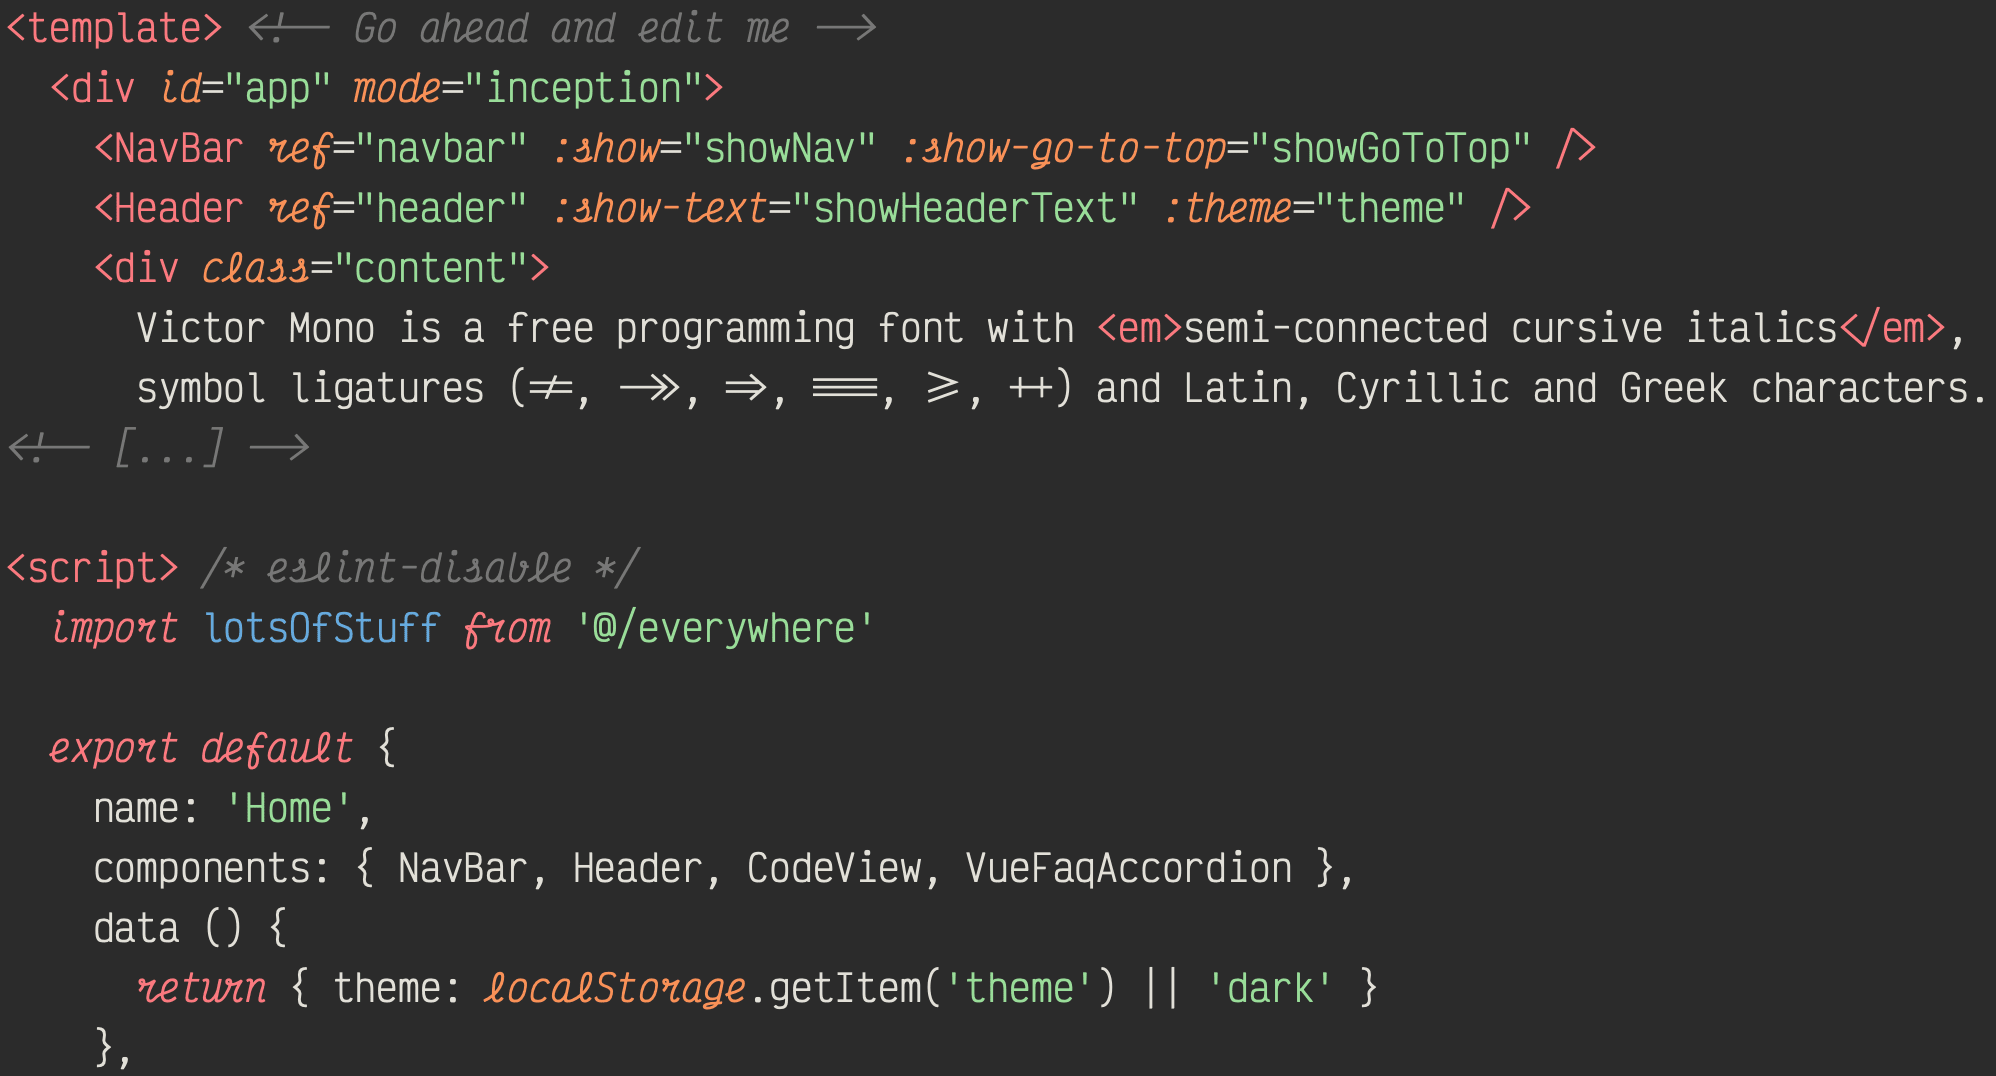 <template> <!-- Go ahead and edit me -->
  <div id="app" mode="inception">
    <NavBar ref="navbar" :show="showNav" :show-go-to-top="showGoToTop" />
    <Header ref="header" :show-text="showHeaderText" :theme="theme" />
    <div class="content">
      Victor Mono is a free programming font with <em>semi-connected cursive italics</em>,
      symbol ligatures (!=, ->>, =>, ===, >=, ++) and Latin, Cyrillic and Greek characters.
<!-- [...] -->

<script> /* eslint-disable */
  import lotsOfStuff from '@/everywhere'

  export default {
    name: 'Home',
    components: { NavBar, Header, CodeView, VueFaqAccordion },
    data () {
      return { theme: localStorage.getItem('theme') || 'dark' }
    },